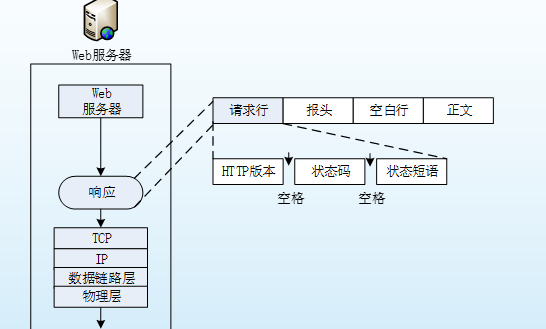 Web服务器
Web
服务器
请求行 报头 空白行 正文
HTTP版本 状态码 状态短语
响应
空格 空格
TCP
IP
数据链路层
物理层